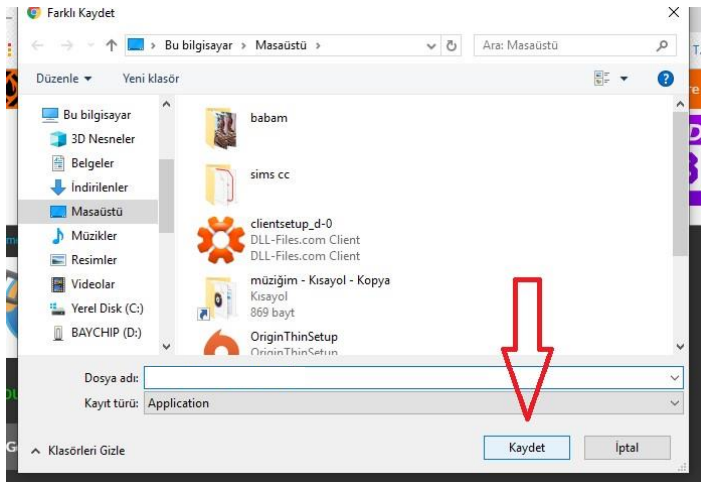 Farklı Kaydet
Bu bilgisayar > Masaüstü >
Ara: Masaüstü
Düzenle
Yeni klasör
Bu bilgisayar
3D Nesneler
Belgeler
İndirilenler
Masaüstü
Müzikler
Resimler
Videolar
Yerel Disk (C:)
BAYCHIP (D:)
babam
sims cc
clientsetup_d-0
DLL-Files.com Client
DLL-Files.com Client
müziğim - Kısayol - Kopya
Kısayol
869 bayt
OriginThinSetup
OriginThinSetup
Dosya adı:
Kayıt türü: Application
Klasörleri Gizle
Kaydet
İptal